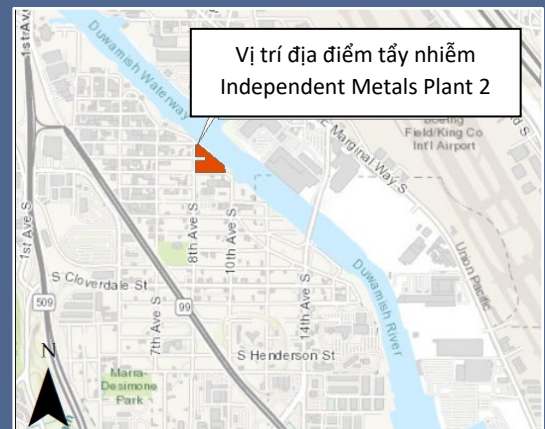 Vị trí địa điểm tẩy nhiễm
Independent Metals Plant 2
1st Av
Duwamish Waterway
E Marginal Way S
Boeing
Field/King Co
Int'l Airport
1st Ave S
8th Ave S
10th Ave S
14th Ave S
Union Pacific
S Cloverdale St
509
99
7th Ave S
Duwamish
River
S Henderson St
Marra-
Desimone
Park
N